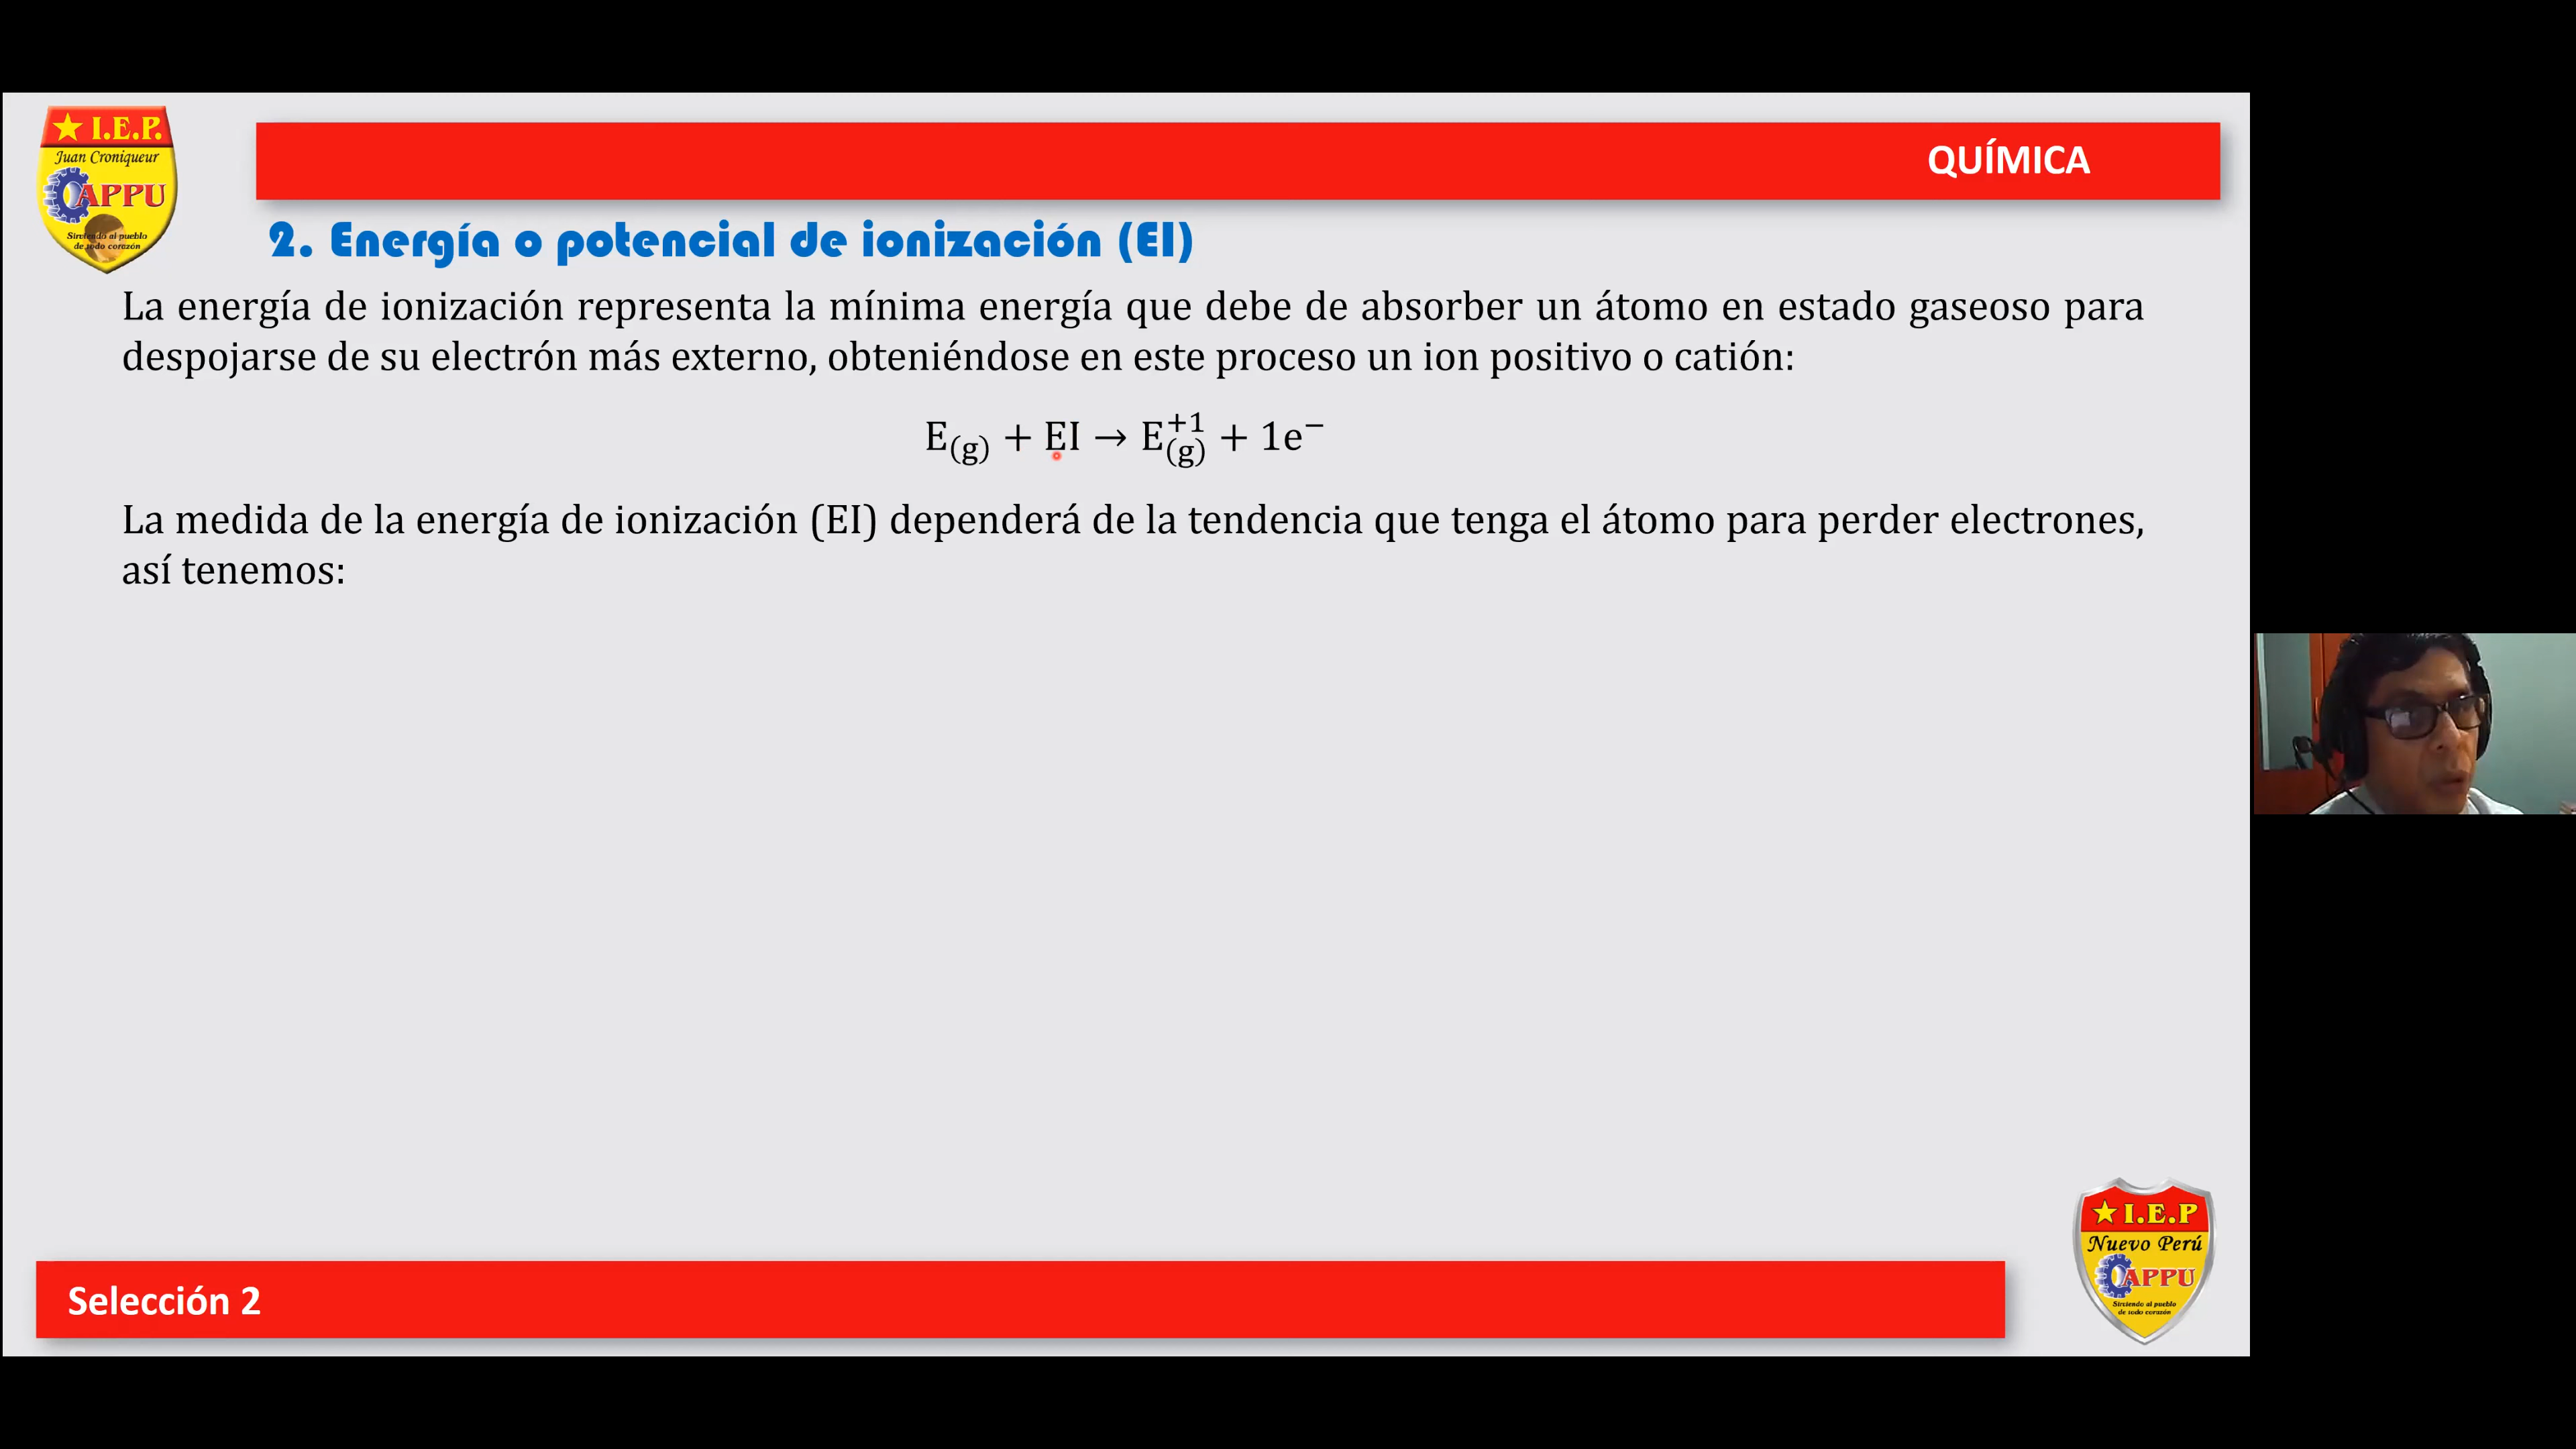 ★ I.E.P.
Juan Croniqueur
CAPPU
Sirviendo al pueblo
de todo corazón
QUÍMICA
2. Energía o potencial de ionización (EI)
La energía de ionización representa la mínima energía que debe de absorber un átomo en estado gaseoso para
despojarse de su electrón más externo, obteniéndose en este proceso un ion positivo o catión:
E₍g₎ + EI → E₍g₎⁺¹ + 1e⁻
La medida de la energía de ionización (EI) dependerá de la tendencia que tenga el átomo para perder electrones,
así tenemos:
Selección 2
★ I.E.P
Nuevo Perú
CAPPU
Sirviendo al pueblo
de todo corazón